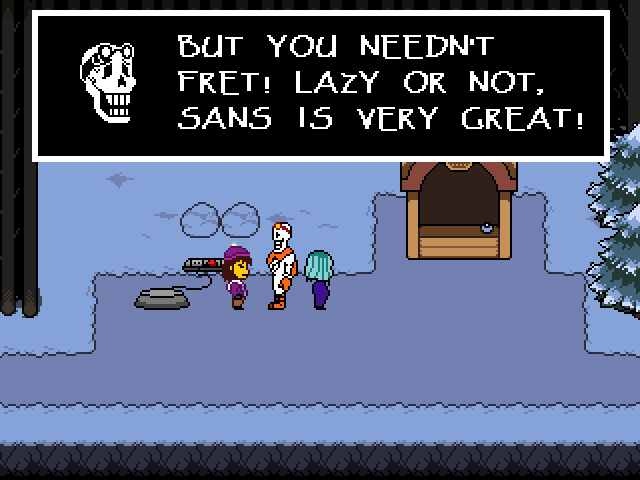 BUT YOU NEEDN'T
FRET! LAZY OR NOT,
SANS IS VERY GREAT!